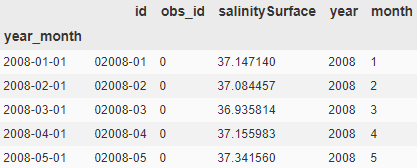 id obs_id salinitySurface year month
year_month
2008-01-01 02008-01 0 37.147140 2008 1
2008-02-01 02008-02 0 37.084457 2008 2
2008-03-01 02008-03 0 36.935814 2008 3
2008-04-01 02008-04 0 37.155983 2008 4
2008-05-01 02008-05 0 37.341560 2008 5